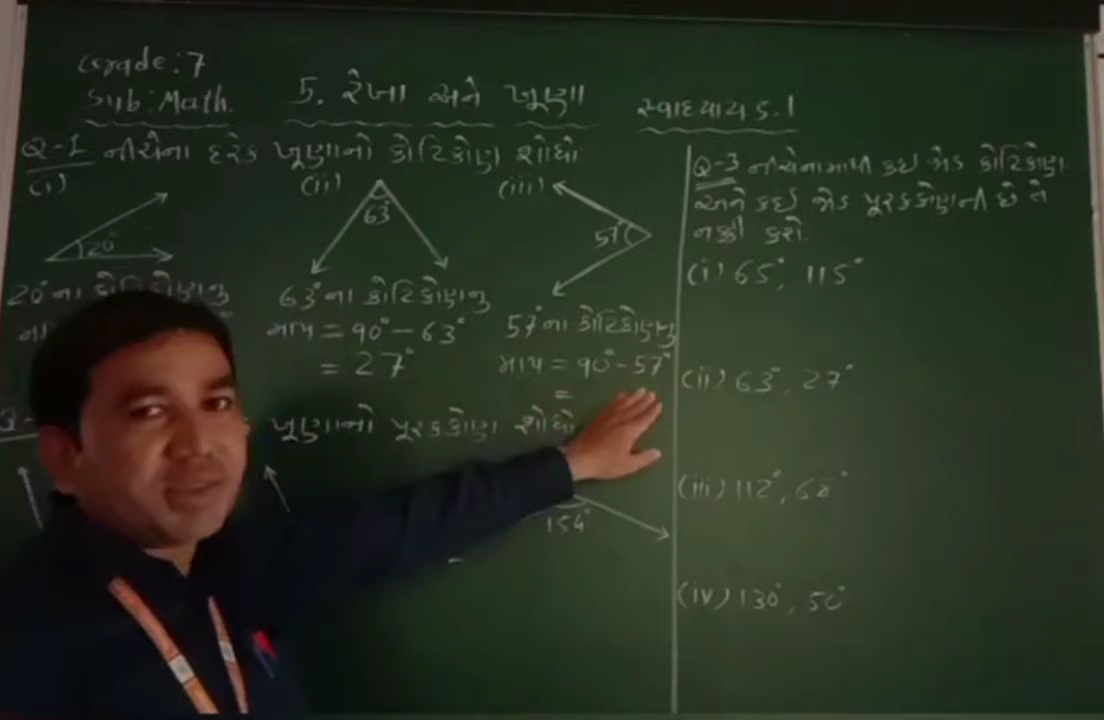 Grade: 7
Sub: Math.
5. રેખા અને ખૂણા
સ્વાધ્યાય 5.1
Q-1 નીચેના દરેક ખૂણાનો કોટિકોણ શોધો
(i)
(ii)
(iii)
20°
63°
57°
20° ના કોટિકોણનુ
63° ના કોટિકોણનુ
માપ = 90° - 63°
= 27°
57° ના કોટિકોણનુ
માપ = 90° - 57°
=
ખૂણાનો પૂરકકોણ શોધો
154°
Q-3 નીચેનામાથી કઇ જોડ કોટિકોણ
અને કઇ જોડ પૂરકકોણની છે તે
નક્કી કરો.
(i) 65°, 115°
(ii) 63°, 27°
(iii) 112°, 68°
(iv) 130°, 50°